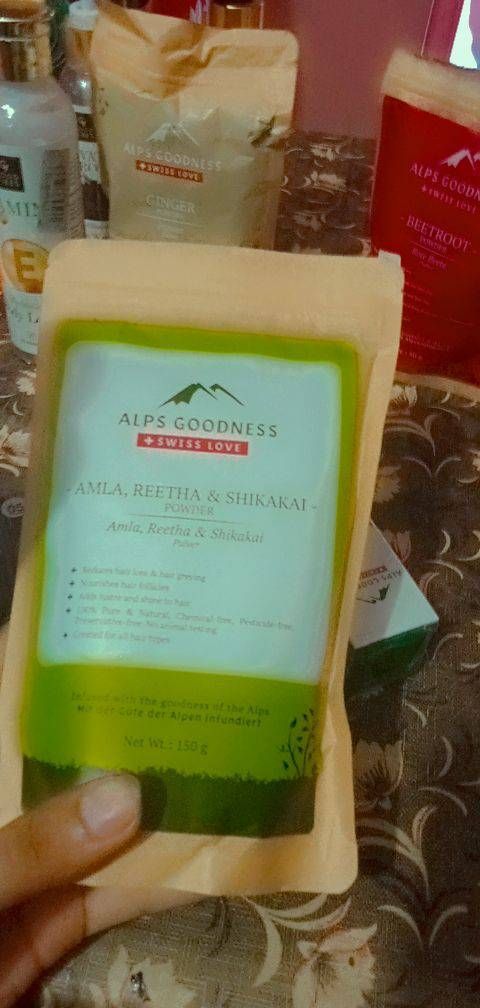 ALPS GOODNESS
SWISS LOVE
GINGER
POWDER
ALPS GOODN
SWISS LOVE
- BEETROOT -
POWDER
E
ALPS GOODNESS
SWISS LOVE
- AMLA, REETHA & SHIKAKAI -
POWDER
Amla, Reetha & Shikakai
Pulver
Reduces hair loss & hair greying
Nourishes hair follicles
Adds lustre and shine to hair
100% Pure & Natural, Chemical-free, Pesticide-free,
Preservative-free, No animal testing
Created for all hair types
Infused with the goodness of the Alps
Mit der Güte der Alpen infundiert
Net Wt. : 150 g